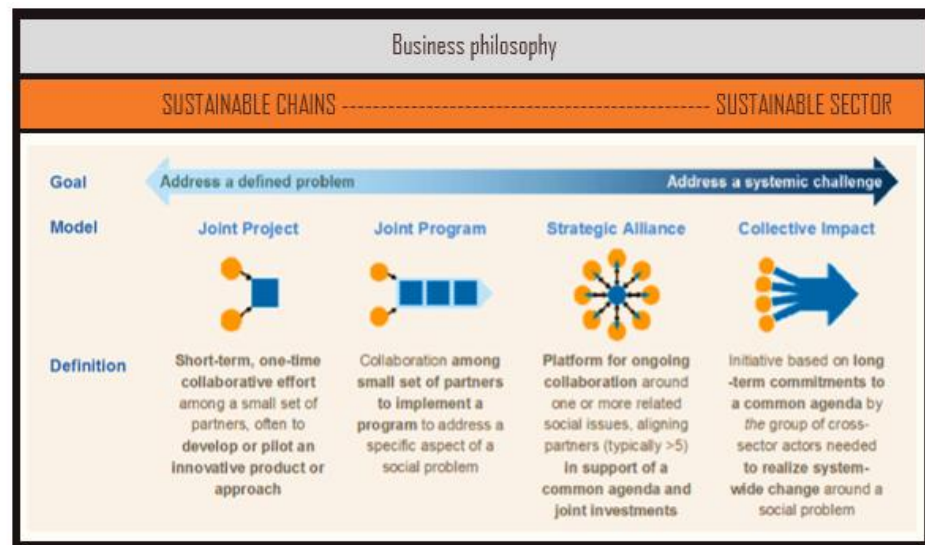 Business philosophy
SUSTAINABLE CHAINS ----------------------------------------------- SUSTAINABLE SECTOR
Goal
Address a defined problem
Address a systemic challenge
Model
Joint Project
Joint Program
Strategic Alliance
Collective Impact
Definition
Short-term, one-time
collaborative effort
among a small set of
partners, often to
develop or pilot an
innovative product or
approach
Collaboration among
small set of partners
to implement a
program to address a
specific aspect of a
social problem
Platform for ongoing
collaboration around
one or more related
social issues, aligning
partners (typically >5)
in support of a
common agenda and
joint investments
Initiative based on long
-term commitments to
a common agenda by
the group of cross-
sector actors needed
to realize system-
wide change around a
social problem